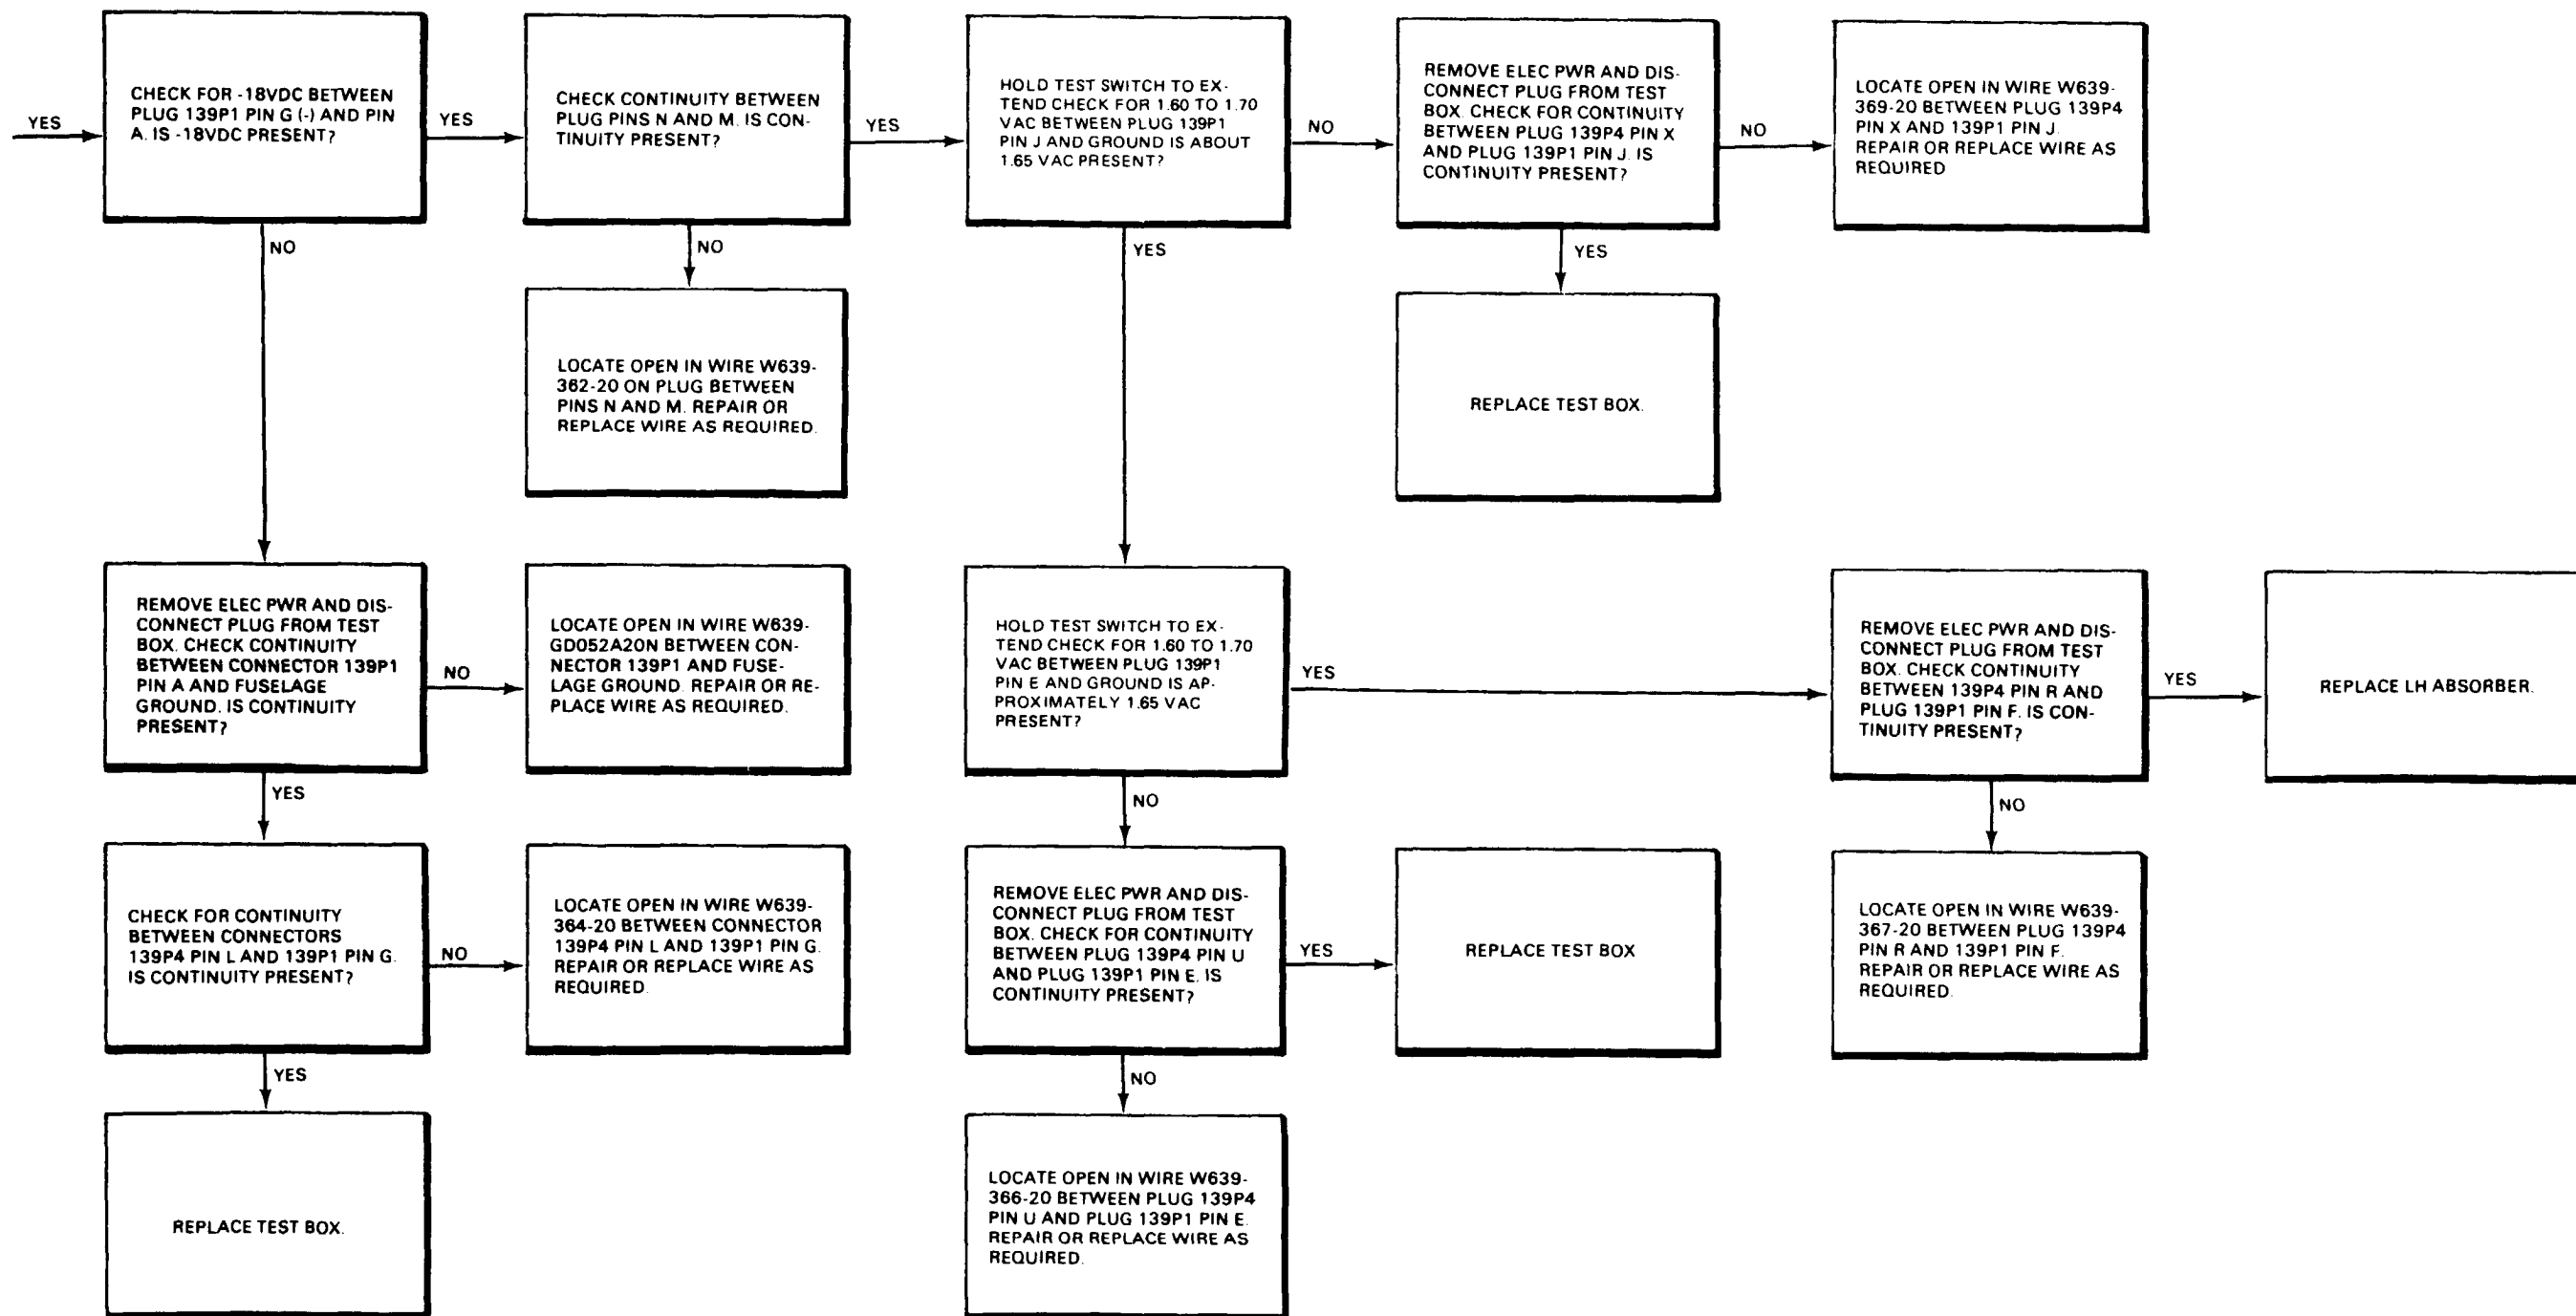 YES
CHECK FOR -18VDC BETWEEN
PLUG 139P1 PIN G (-) AND PIN
A. IS -18VDC PRESENT?
YES
CHECK CONTINUITY BETWEEN
PLUG PINS N AND M. IS CON-
TINUITY PRESENT?
YES
HOLD TEST SWITCH TO EX-
TEND CHECK FOR 1.60 TO 1.70
VAC BETWEEN PLUG 139P1
PIN J AND GROUND IS ABOUT
1.65 VAC PRESENT?
NO
REMOVE ELEC PWR AND DIS-
CONNECT PLUG FROM TEST
BOX. CHECK FOR CONTINUITY
BETWEEN PLUG 139P4 PIN X
AND PLUG 139P1 PIN J. IS
CONTINUITY PRESENT?
NO
LOCATE OPEN IN WIRE W639-
369-20 BETWEEN PLUG 139P4
PIN X AND 139P1 PIN J.
REPAIR OR REPLACE WIRE AS
REQUIRED
NO
NO
YES
YES
LOCATE OPEN IN WIRE W639-
362-20 ON PLUG BETWEEN
PINS N AND M. REPAIR OR
REPLACE WIRE AS REQUIRED.
REPLACE TEST BOX.
REMOVE ELEC PWR AND DIS-
CONNECT PLUG FROM TEST
BOX. CHECK CONTINUITY
BETWEEN CONNECTOR 139P1
PIN A AND FUSELAGE
GROUND. IS CONTINUITY
PRESENT?
NO
LOCATE OPEN IN WIRE W639-
GD052A20N BETWEEN CON-
NECTOR 139P1 AND FUSE-
LAGE GROUND. REPAIR OR RE-
PLACE WIRE AS REQUIRED.
HOLD TEST SWITCH TO EX-
TEND CHECK FOR 1.60 TO 1.70
VAC BETWEEN PLUG 139P1
PIN E AND GROUND IS AP-
PROXIMATELY 1.65 VAC
PRESENT?
YES
REMOVE ELEC PWR AND DIS-
CONNECT PLUG FROM TEST
BOX. CHECK CONTINUITY
BETWEEN 139P4 PIN R AND
PLUG 139P1 PIN F. IS CON-
TINUITY PRESENT?
YES
REPLACE LH ABSORBER.
YES
NO
NO
CHECK FOR CONTINUITY
BETWEEN CONNECTORS
139P4 PIN L AND 139P1 PIN G.
IS CONTINUITY PRESENT?
NO
LOCATE OPEN IN WIRE W639-
364-20 BETWEEN CONNECTOR
139P4 PIN L AND 139P1 PIN G.
REPAIR OR REPLACE WIRE AS
REQUIRED.
REMOVE ELEC PWR AND DIS-
CONNECT PLUG FROM TEST
BOX. CHECK FOR CONTINUITY
BETWEEN PLUG 139P4 PIN U
AND PLUG 139P1 PIN E. IS
CONTINUITY PRESENT?
YES
REPLACE TEST BOX
LOCATE OPEN IN WIRE W639-
367-20 BETWEEN PLUG 139P4
PIN R AND 139P1 PIN F.
REPAIR OR REPLACE WIRE AS
REQUIRED.
YES
NO
REPLACE TEST BOX.
LOCATE OPEN IN WIRE W639-
366-20 BETWEEN PLUG 139P4
PIN U AND PLUG 139P1 PIN E.
REPAIR OR REPLACE WIRE AS
REQUIRED.